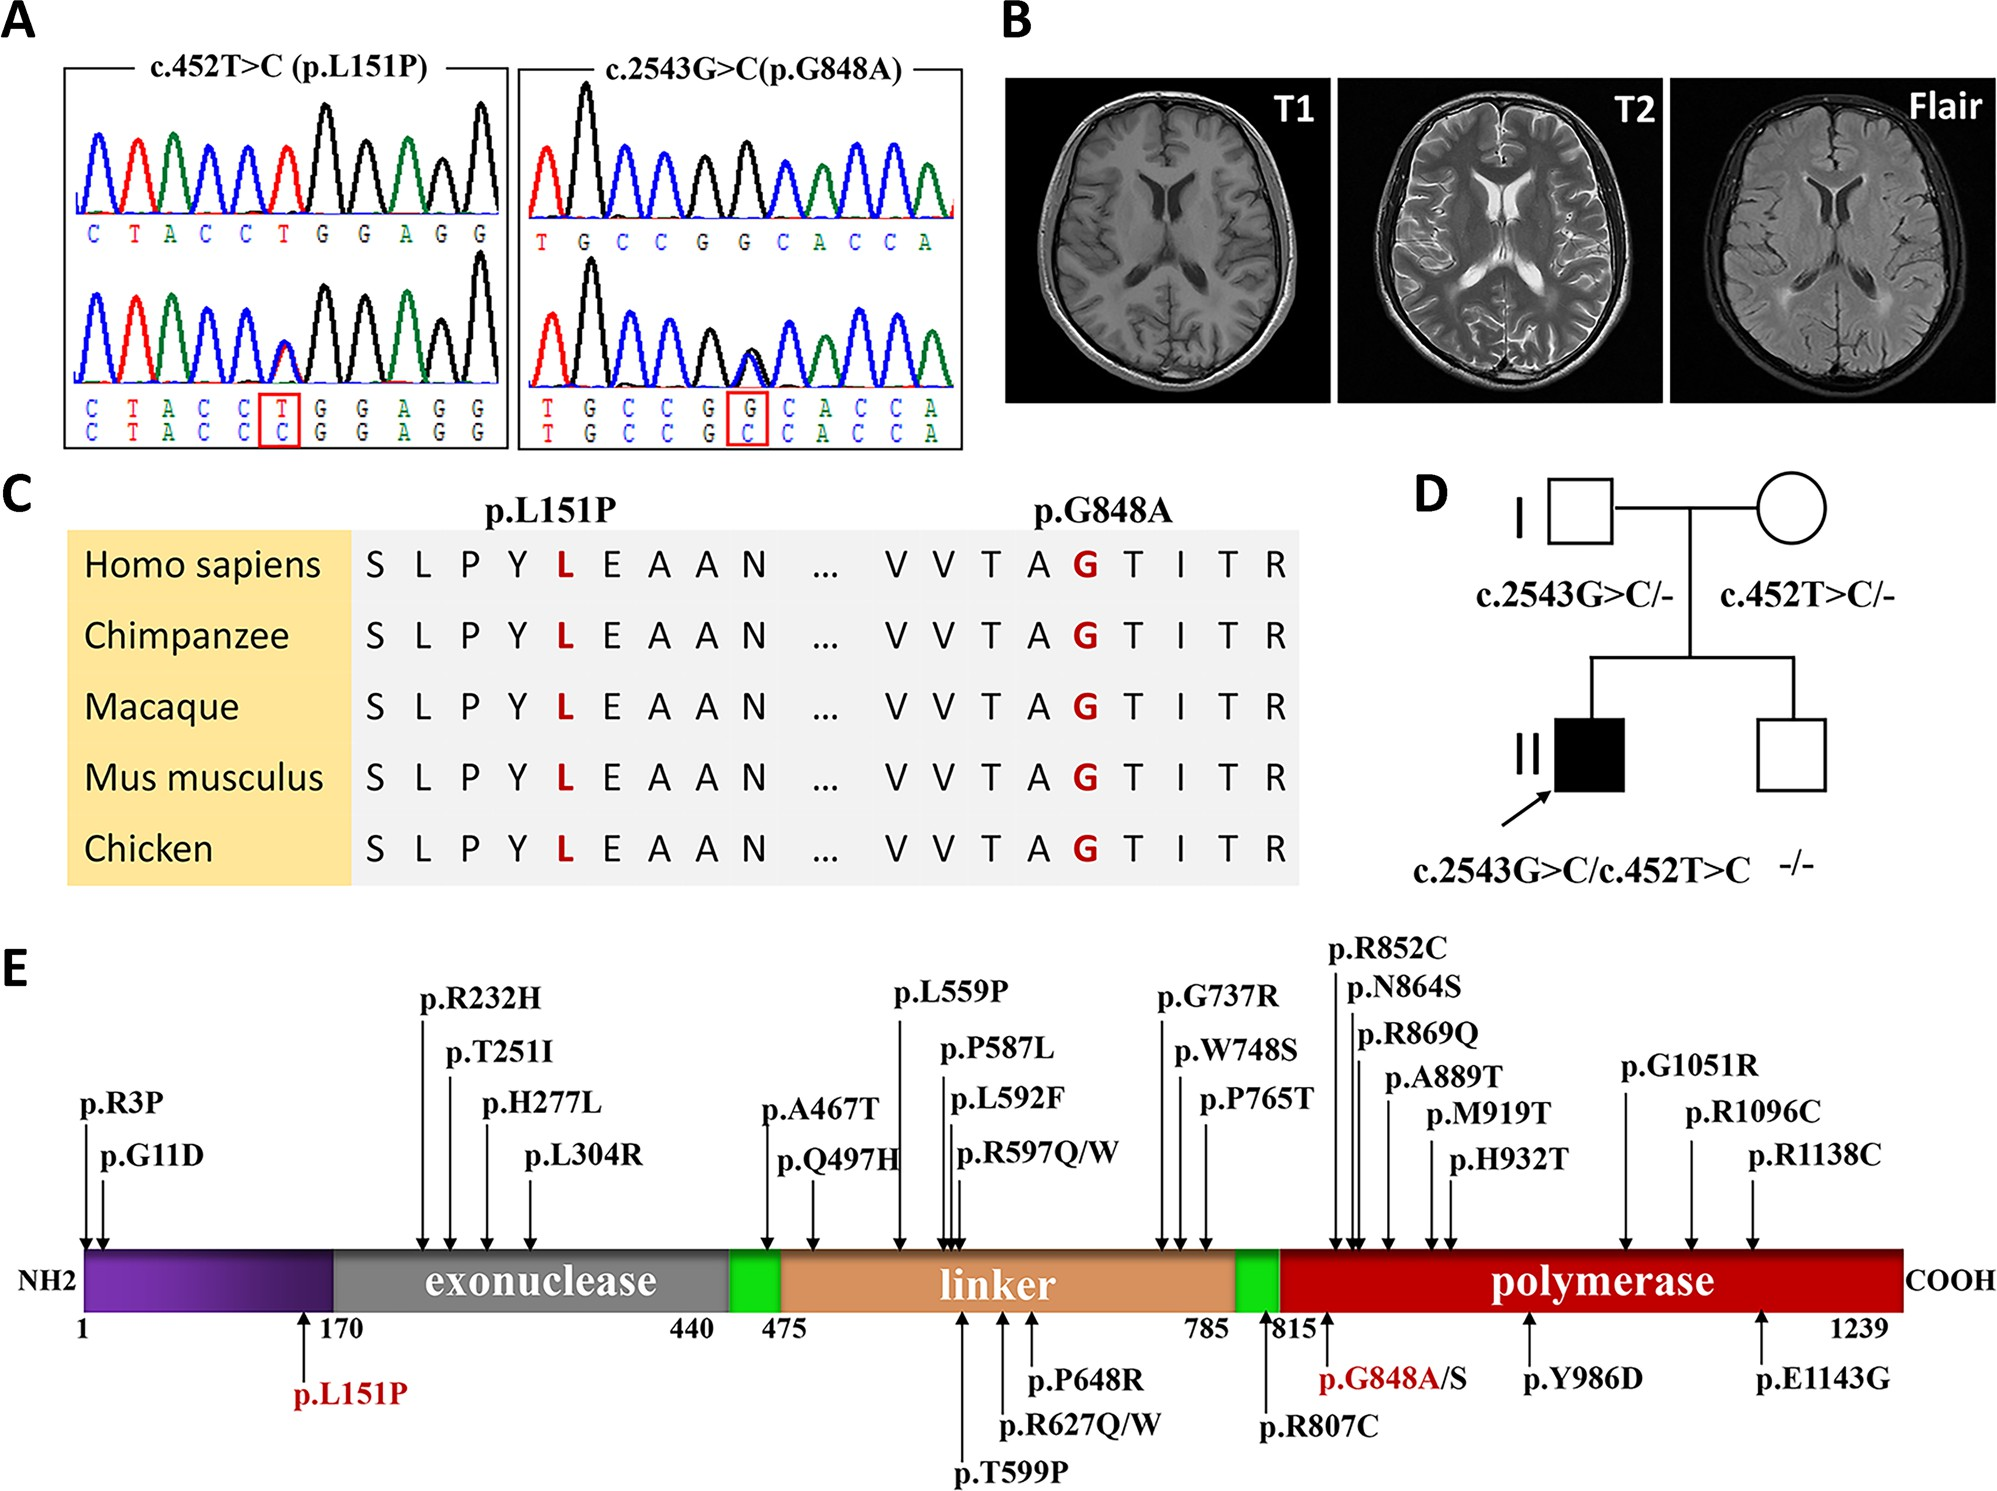 A
c.452T>C (p.L151P)
c.2543G>C(p.G848A)
C T A C C T G G A G G
T G C C G G C A C C A
C T A C C T G G A G G
C T A C C C G G A G G
T G C C G G C A C C A
T G C C G C C A C C A
B
T1
T2
Flair
C
p.L151P
p.G848A
Homo sapiens S L P Y L E A A N ... V V T A G T I T R
Chimpanzee S L P Y L E A A N ... V V T A G T I T R
Macaque S L P Y L E A A N ... V V T A G T I T R
Mus musculus S L P Y L E A A N ... V V T A G T I T R
Chicken S L P Y L E A A N ... V V T A G T I T R
D
I
c.2543G>C/-
c.452T>C/-
II
c.2543G>C/c.452T>C
-/-
E
p.R3P
p.G11D
p.R232H
p.T251I
p.H277L
p.L304R
p.A467T
p.Q497H
p.L559P
p.P587L
p.L592F
p.R597Q/W
p.G737R
p.W748S
p.P765T
p.R852C
p.N864S
p.R869Q
p.A889T
p.M919T
p.H932T
p.G1051R
p.R1096C
p.R1138C
NH2
exonuclease
linker
polymerase
COOH
1
170
440
475
785
815
1239
p.L151P
p.P648R
p.R627Q/W
p.T599P
p.R807C
p.G848A/S
p.Y986D
p.E1143G